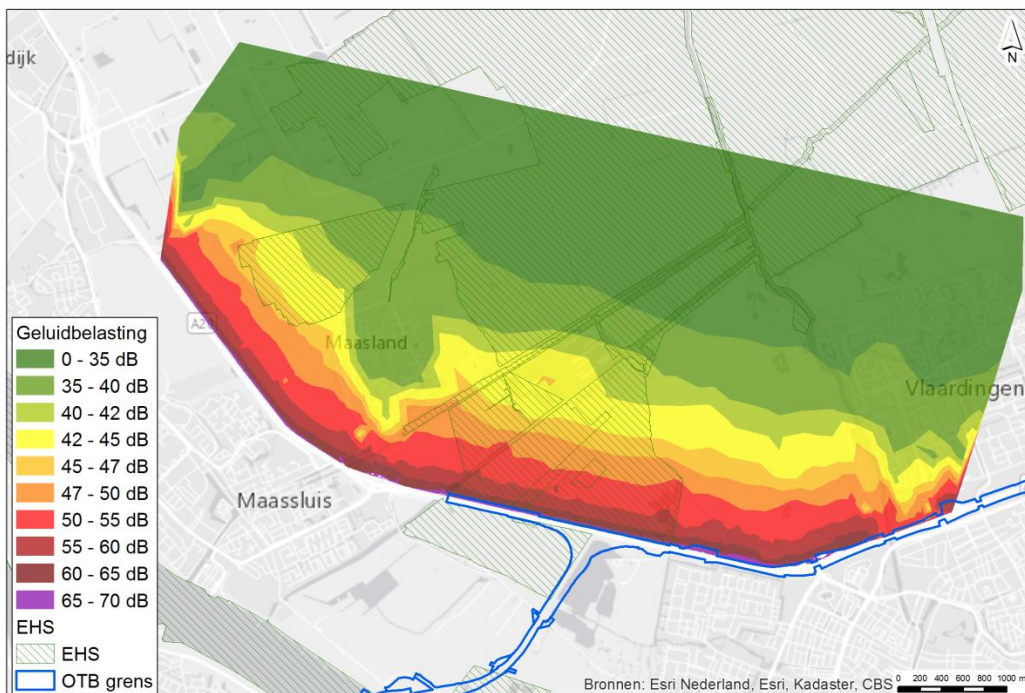 dijk
N
A20
Maasland
Vlaardingen
Maassluis
Geluidbelasting
0 - 35 dB
35 - 40 dB
40 - 42 dB
42 - 45 dB
45 - 47 dB
47 - 50 dB
50 - 55 dB
55 - 60 dB
60 - 65 dB
65 - 70 dB
EHS
EHS
OTB grens
Bronnen: Esri Nederland, Esri, Kadaster, CBS
0 200 400 600 800 1000 m